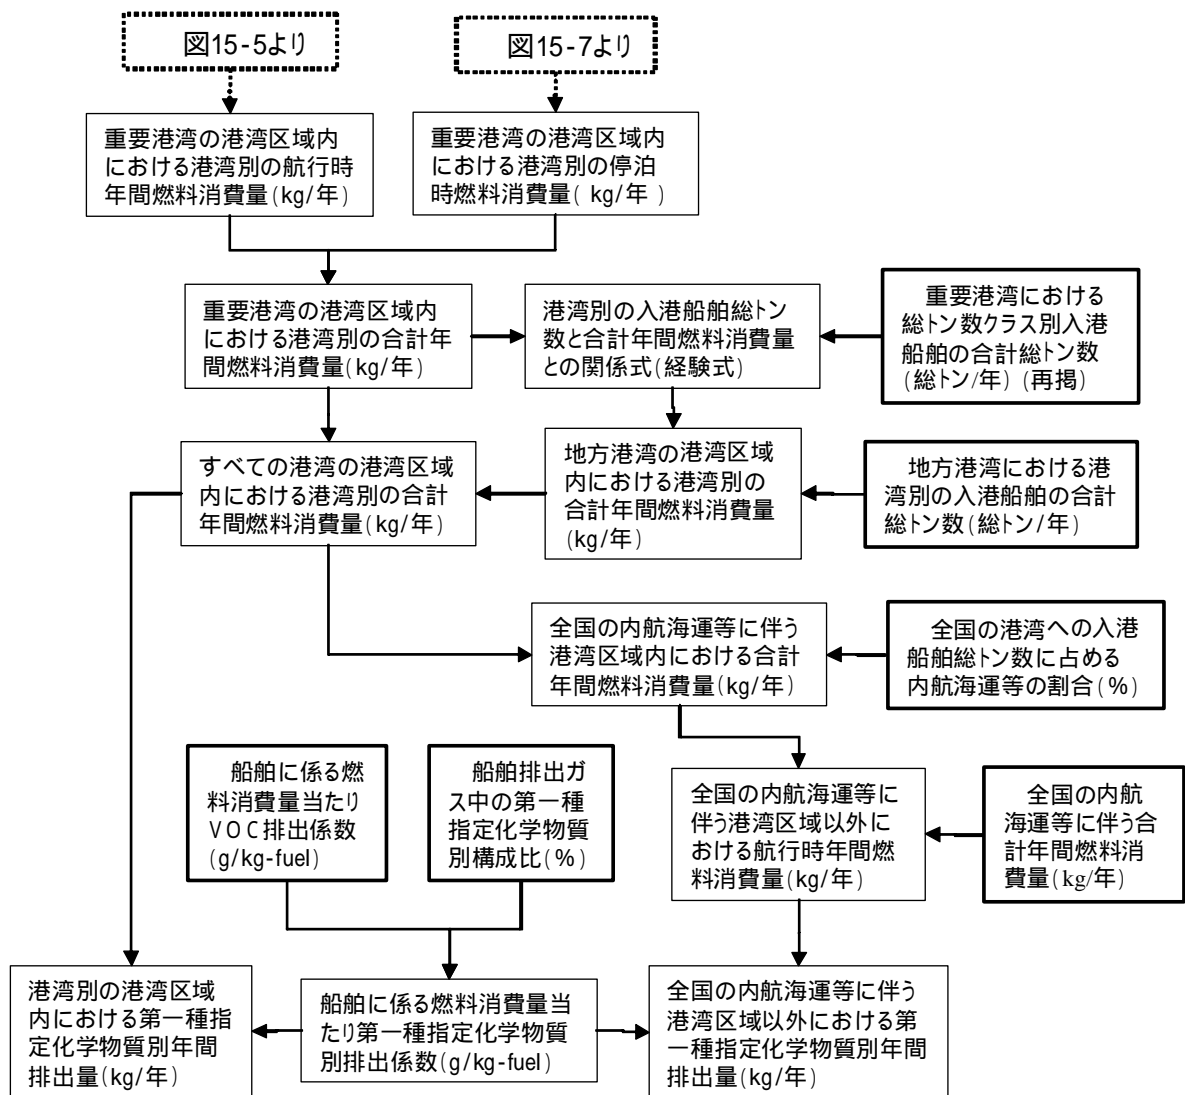 図15-5より
図15-7より
重要港湾の港湾区域内
における港湾別の航行時
年間燃料消費量(kg/年)
重要港湾の港湾区域内
における港湾別の停泊
時燃料消費量( kg/年 )
重要港湾の港湾区域内
における港湾別の合計年
間燃料消費量(kg/年)
港湾別の入港船舶総トン
数と合計年間燃料消費量
との関係式(経験式)
重要港湾における
総トン数クラス別入港
船舶の合計総トン数
(総トン/年) (再掲)
すべての港湾の港湾区域
内における港湾別の合計
年間燃料消費量(kg/年)
地方港湾の港湾区域
内における港湾別の
合計年間燃料消費量
(kg/年)
地方港湾における港
湾別の入港船舶の合計
総トン数(総トン/年)
全国の内航海運等に伴う
港湾区域内における合計
年間燃料消費量(kg/年)
全国の港湾への入港
船舶総トン数に占める
内航海運等の割合(%)
船舶に係る燃
料消費量当たり
VOC排出係数
(g/kg-fuel)
船舶排出ガ
ス中の第一種
指定化学物質
別構成比(%)
全国の内航海運等に
伴う港湾区域以外に
おける航行時年間燃
料消費量(kg/年)
全国の内航
海運等に伴う合
計年間燃料消
費量(kg/年)
港湾別の港湾区域
内における第一種指
定化学物質別年間
排出量(kg/年)
船舶に係る燃料消費量当
たり第一種指定化学物質
別排出係数(g/kg-fuel)
全国の内航海運等に伴う
港湾区域以外における第
一種指定化学物質別年間
排出量(kg/年)